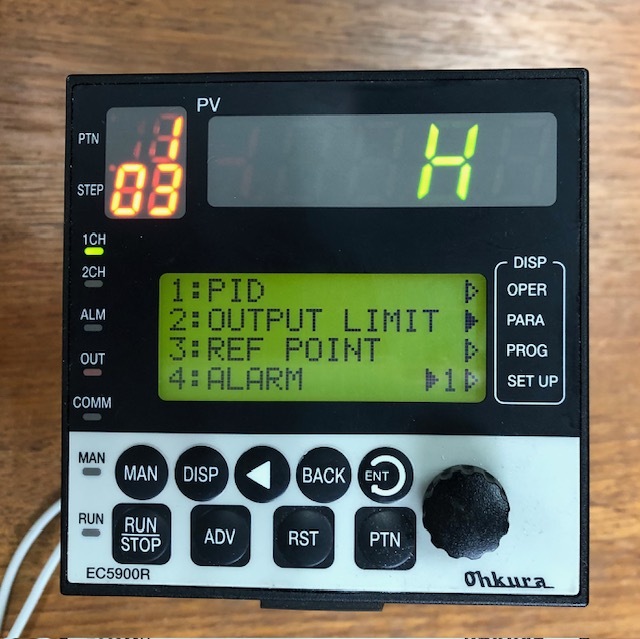 PV
PTN 1
H
STEP 03
1CH
2CH
ALM
OUT
COMM
1:PID
2:OUTPUT LIMIT
3:REF POINT
4:ALARM 1
DISP
OPER
PARA
PROG
SET UP
MAN
MAN DISP BACK ENT
RUN
RUN
STOP
ADV RST PTN
EC5900R
Ohkura